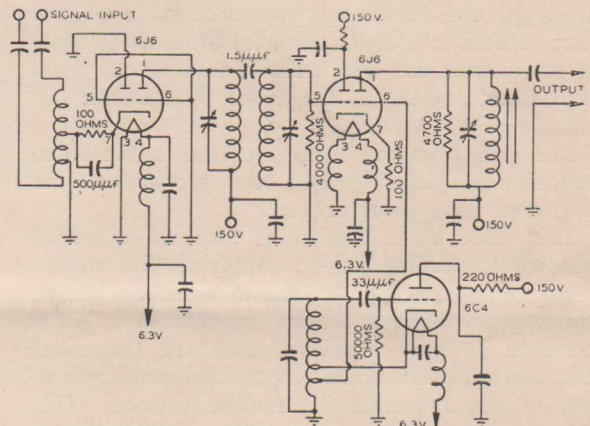 SIGNAL INPUT
150V.
6J6
6J6
1.5μμf
2
1
2
1
5
6
5
6
OUTPUT
100
OHMS
7
3
4
4000 OHMS
3
4
7
100 OHMS
4700
OHMS
500μμf
150V
150V
6.3V.
33μμf
220 OHMS
150V
6C4
50000
OHMS
6.3V
6.3V